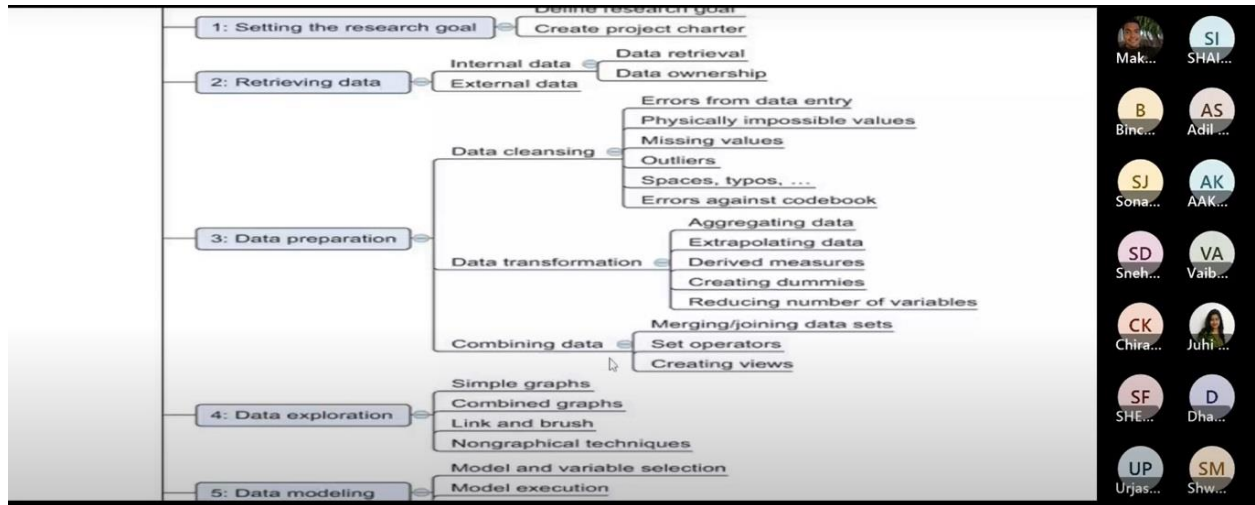 Define research goal
1: Setting the research goal
Create project charter
Data retrieval
Internal data
Data ownership
2: Retrieving data
External data
Errors from data entry
Physically impossible values
Missing values
Data cleansing
Outliers
Spaces, typos, ...
Errors against codebook
3: Data preparation
Aggregating data
Extrapolating data
Data transformation
Derived measures
Creating dummies
Reducing number of variables
Merging/joining data sets
Combining data
Set operators
Creating views
Simple graphs
4: Data exploration
Combined graphs
Link and brush
Nongraphical techniques
Model and variable selection
5: Data modeling
Model execution
Mak...
SI
SHAI...
B
Binc...
AS
Adil ...
SJ
Sona...
AK
AAK...
SD
Sneh...
VA
Vaib...
CK
Chira...
Juhi ...
SF
SHE...
D
Dha...
UP
Urjas...
SM
Shw...